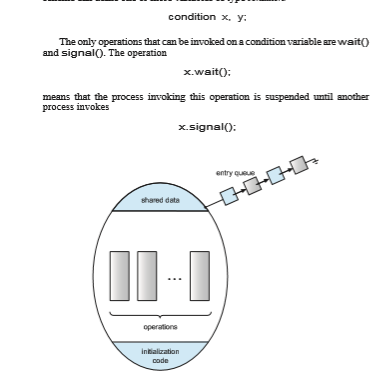 condition x, y;
The only operations that can be invoked on a condition variable are wait()
and signal(). The operation
x.wait();
means that the process invoking this operation is suspended until another
process invokes
x.signal();
entry queue
shared data
...
operations
initialization
code